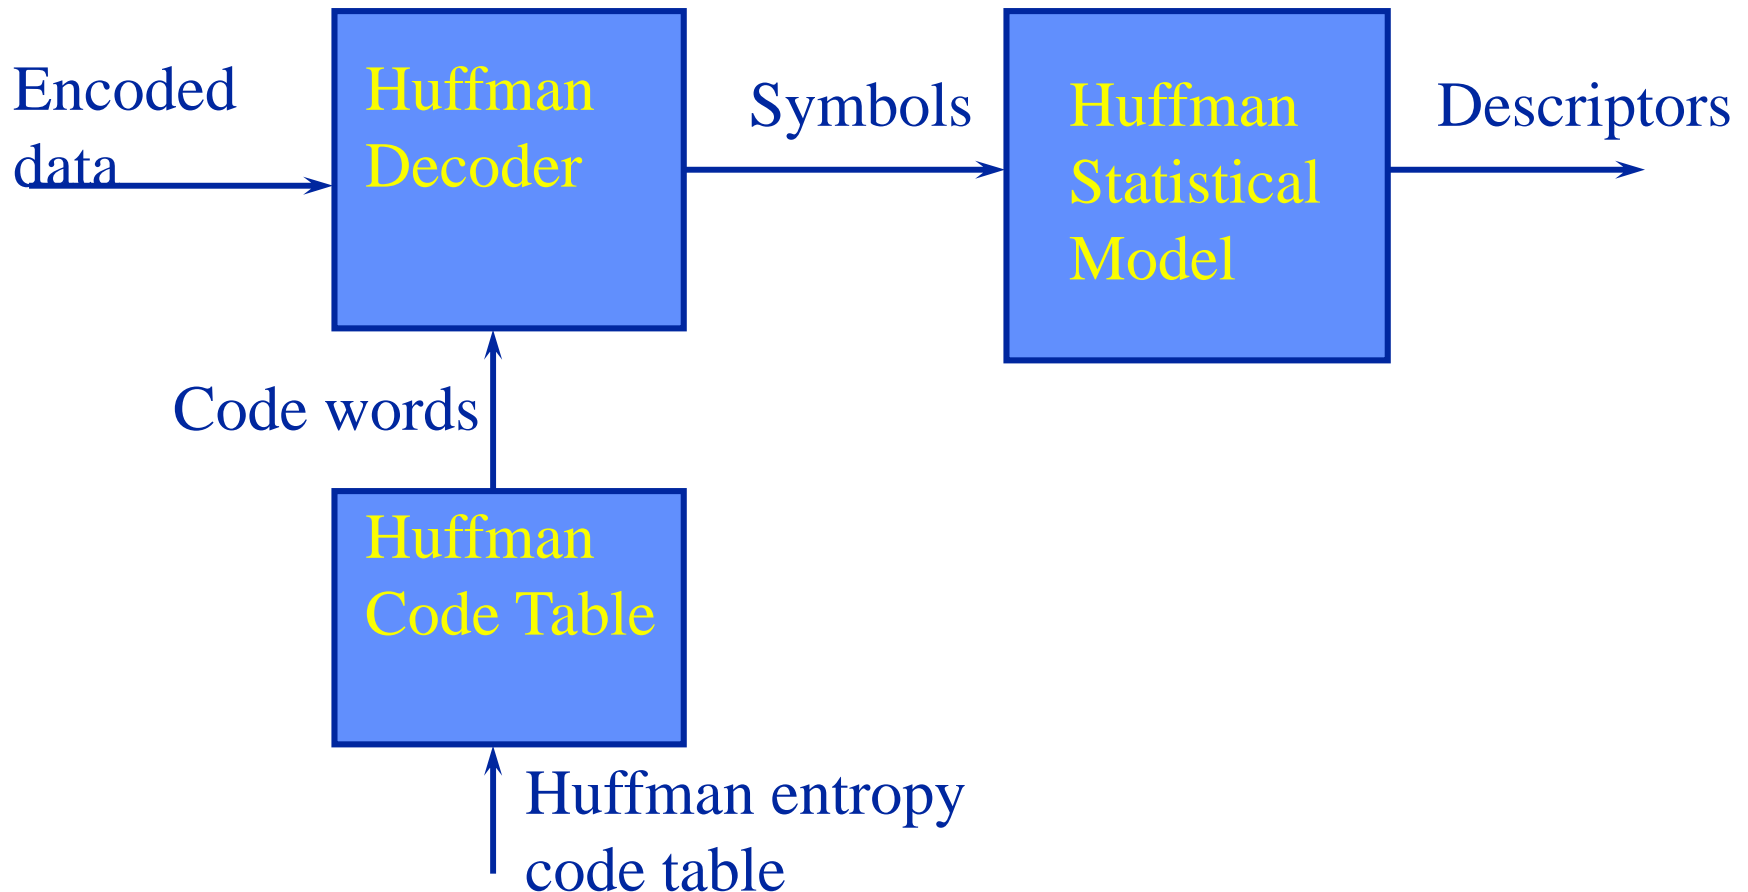 Encoded
data
Huffman
Decoder
Symbols
Huffman
Statistical
Model
Descriptors
Code words
Huffman
Code Table
Huffman entropy
code table